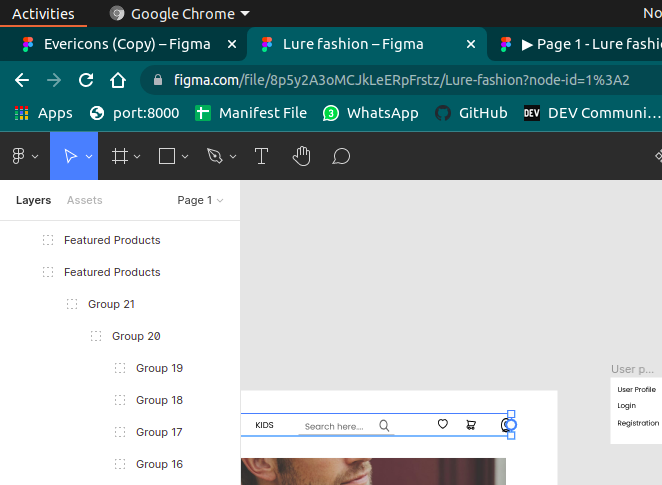 Activities Google Chrome No
Evericons (Copy) – Figma Lure fashion – Figma ▶ Page 1 - Lure fashi
figma.com/file/8p5y2A3oMCJkLeERpFrstz/Lure-fashion?node-id=1%3A2
Apps port:8000 Manifest File WhatsApp GitHub DEV DEV Communi...
Layers Assets Page 1
Featured Products
Featured Products
Group 21
Group 20
Group 19
Group 18
Group 17
Group 16
User p...
User Profile
Login
Registration
KIDS Search here...